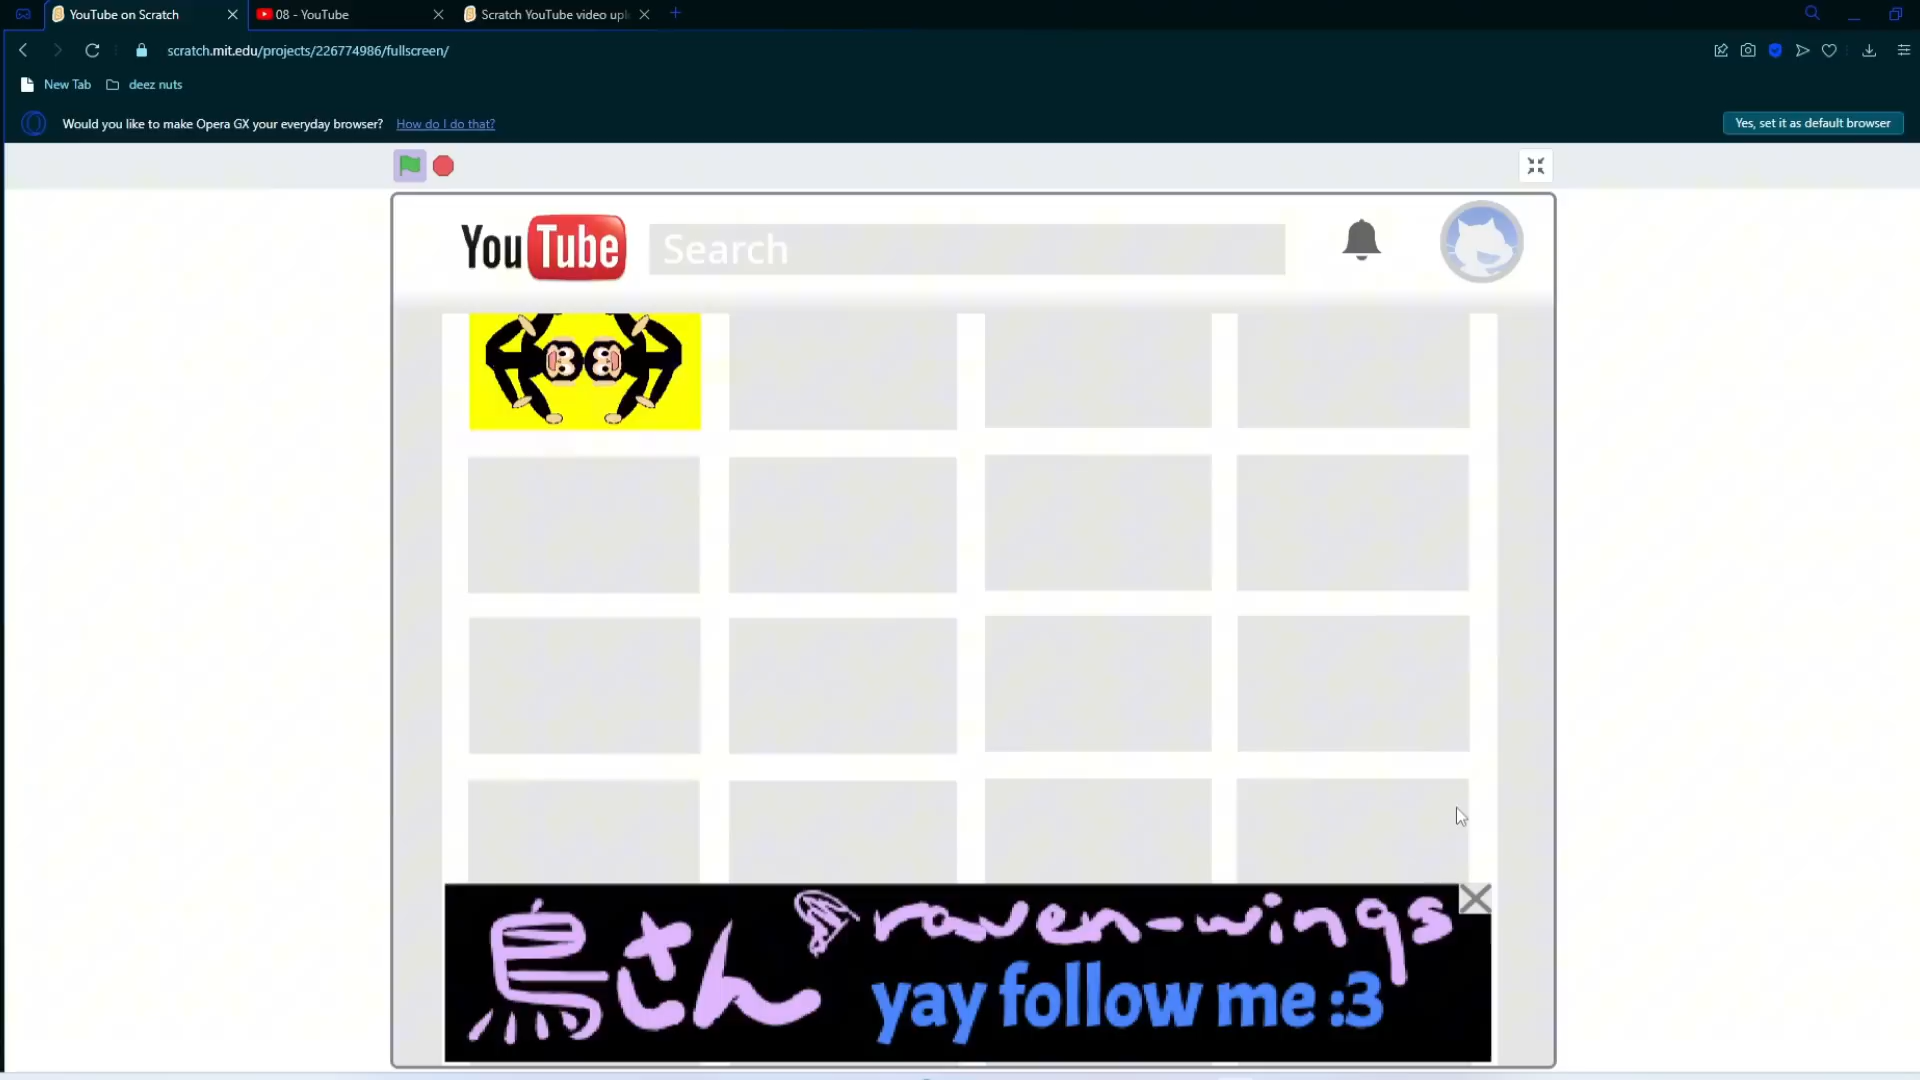 YouTube on Scratch
08 - YouTube
Scratch YouTube video upl
scratch.mit.edu/projects/226774986/fullscreen/
New Tab
deez nuts
Would you like to make Opera GX your everyday browser? How do I do that?
Yes, set it as default browser
YouTube
Search
鳥さん
raven-wings
yay follow me :3